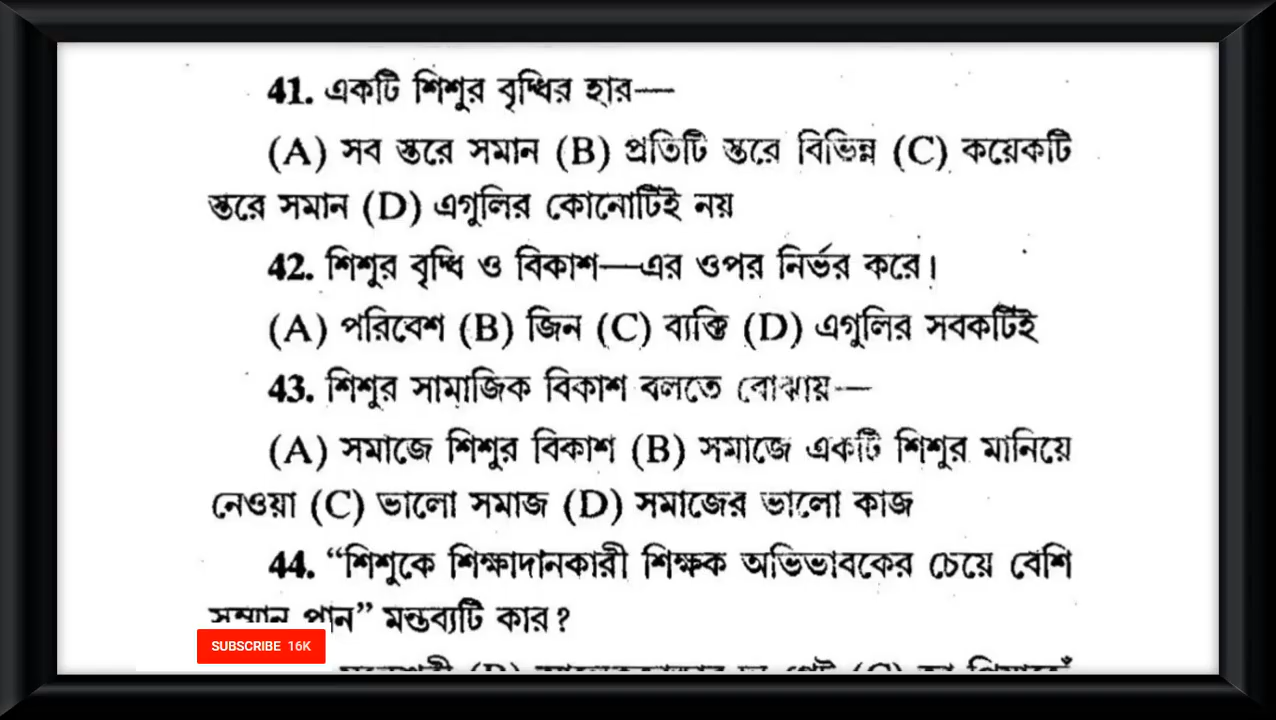 41. একটি শিশুর বৃদ্ধির হার—
(A) সব স্তরে সমান (B) প্রতিটি স্তরে বিভিন্ন (C) কয়েকটি
স্তরে সমান (D) এগুলির কোনোটিই নয়
42. শিশুর বৃদ্ধি ও বিকাশ—এর ওপর নির্ভর করে।
(A) পরিবেশ (B) জিন (C) ব্যক্তি (D) এগুলির সবকটিই
43. শিশুর সামাজিক বিকাশ বলতে বোঝায়—
(A) সমাজে শিশুর বিকাশ (B) সমাজে একটি শিশুর মানিয়ে
নেওয়া (C) ভালো সমাজ (D) সমাজের ভালো কাজ
44. “শিশুকে শিক্ষাদানকারী শিক্ষক অভিভাবকের চেয়ে বেশি
সম্মান পান” মন্তব্যটি কার?
SUBSCRIBE 16K